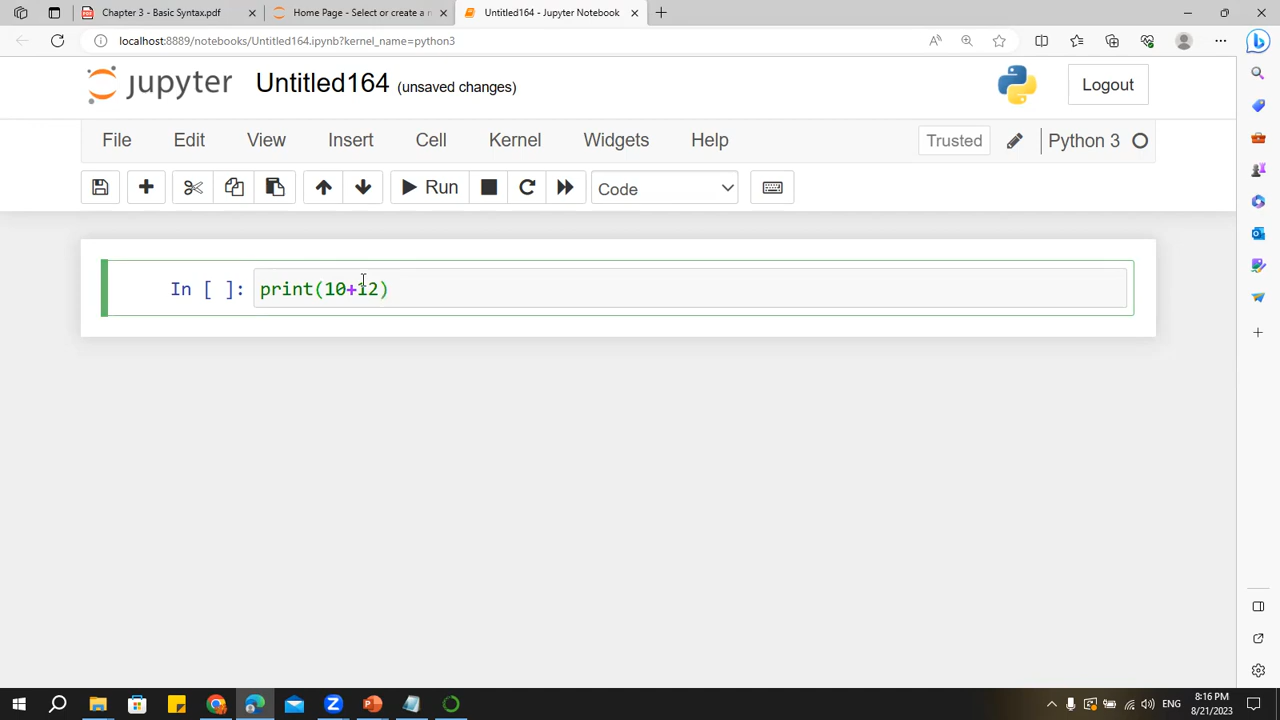 Chapter 3 - Basic Syntax.pdf
Home Page - Select or create a n
Untitled164 - Jupyter Notebook
localhost:8889/notebooks/Untitled164.ipynb?kernel_name=python3
jupyter Untitled164 (unsaved changes)
Logout
File Edit View Insert Cell Kernel Widgets Help
Trusted
Python 3
Run
Code
In [ ]: print(10+12)
ENG
8:16 PM
8/21/2023